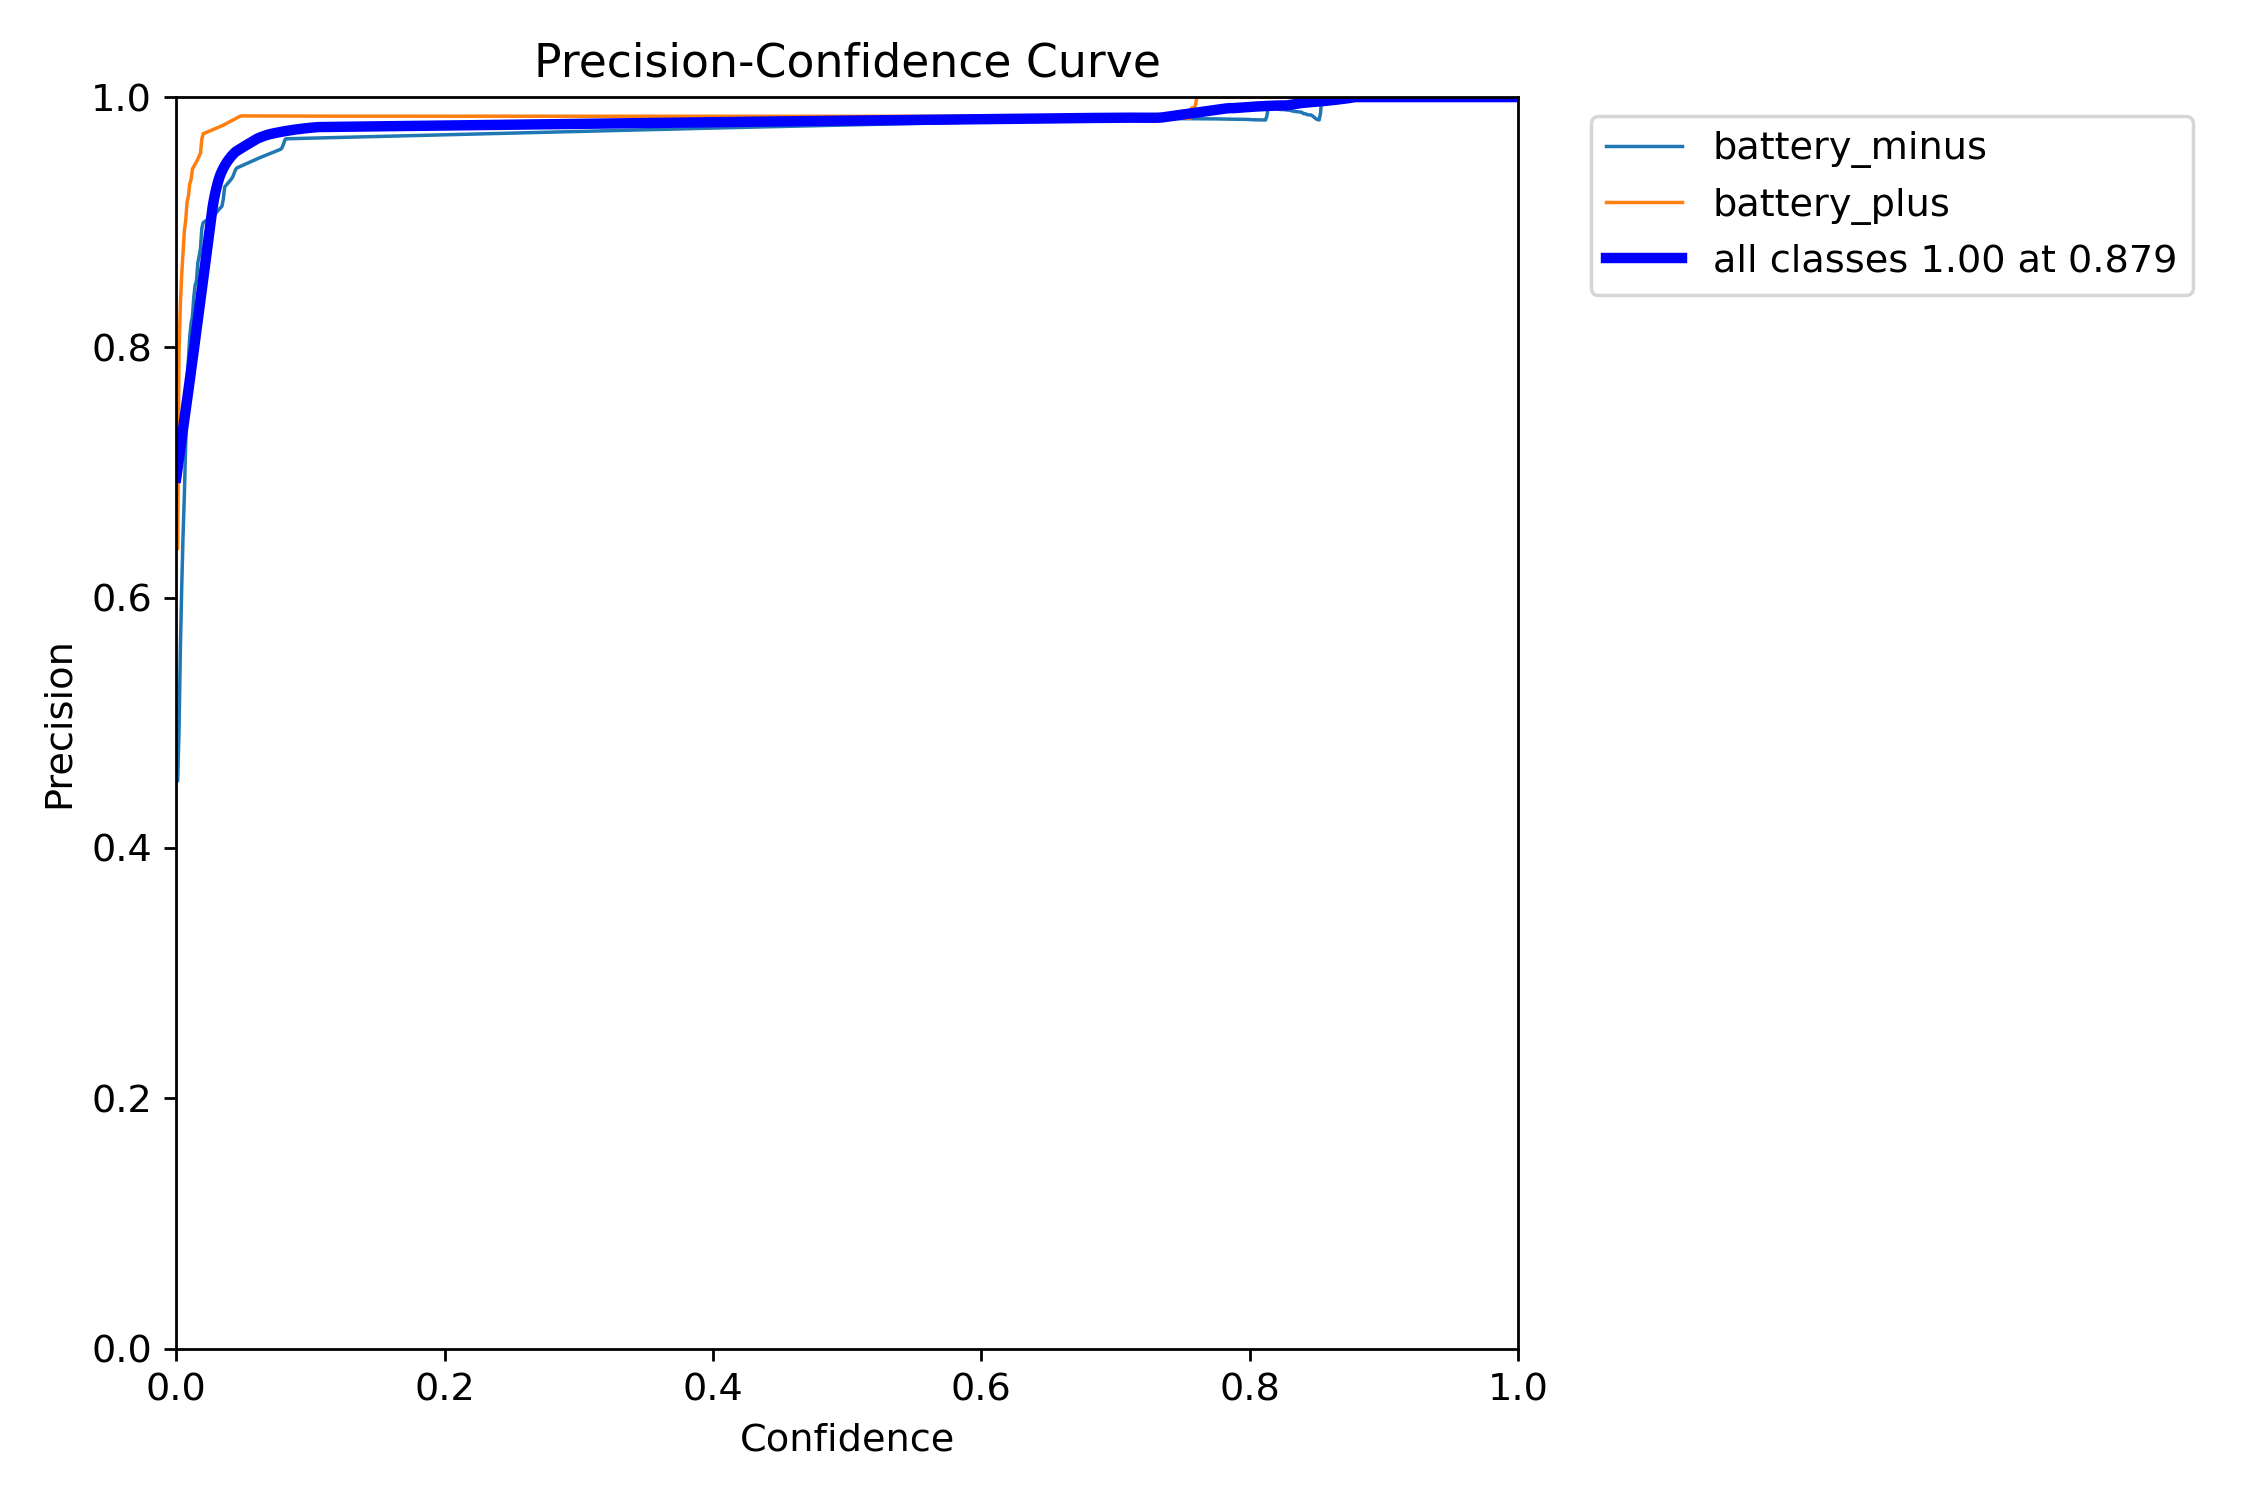 Precision-Confidence Curve
1.0
0.8
0.6
0.4
0.2
0.0
Precision
0.0 0.2 0.4 0.6 0.8 1.0
Confidence
battery_minus
battery_plus
all classes 1.00 at 0.879